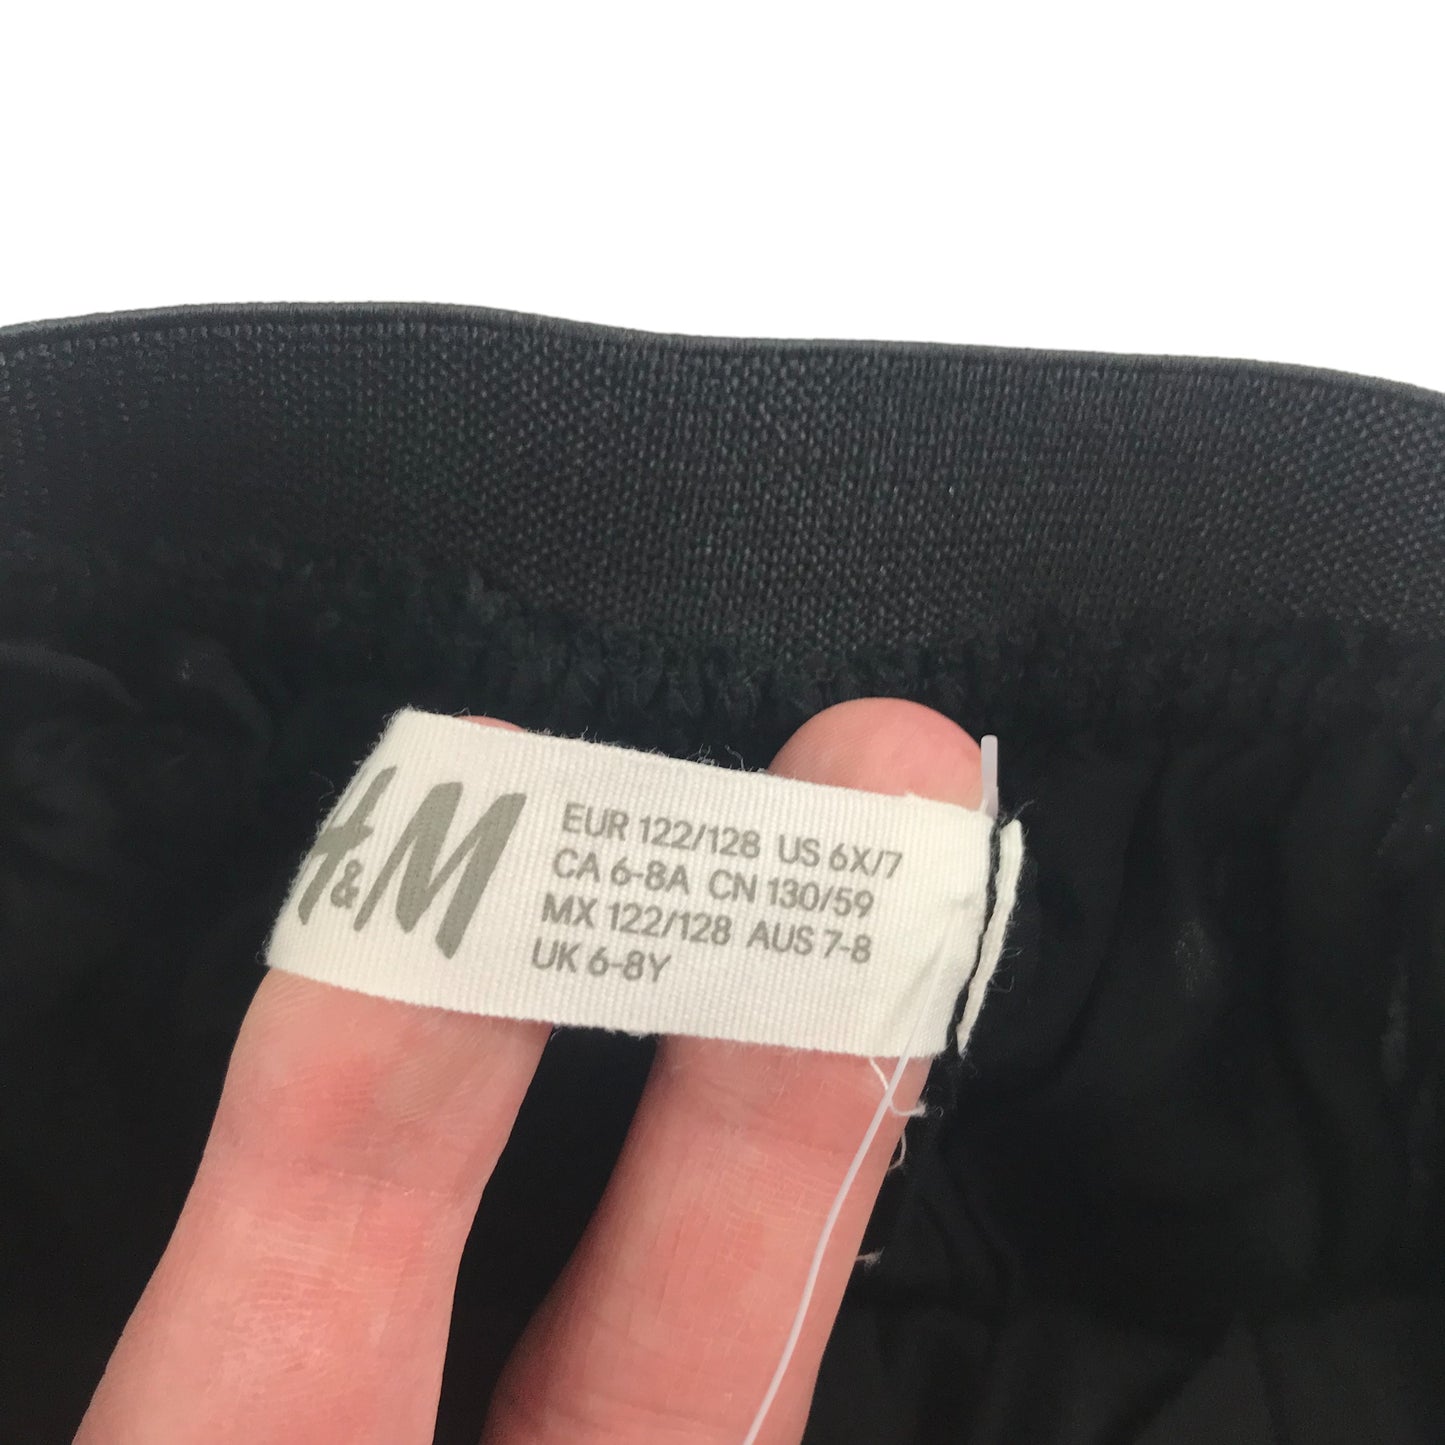 H&M
EUR 122/128 US 6X/7
CA 6-8A CN 130/59
MX 122/128 AUS 7-8
UK 6-8Y